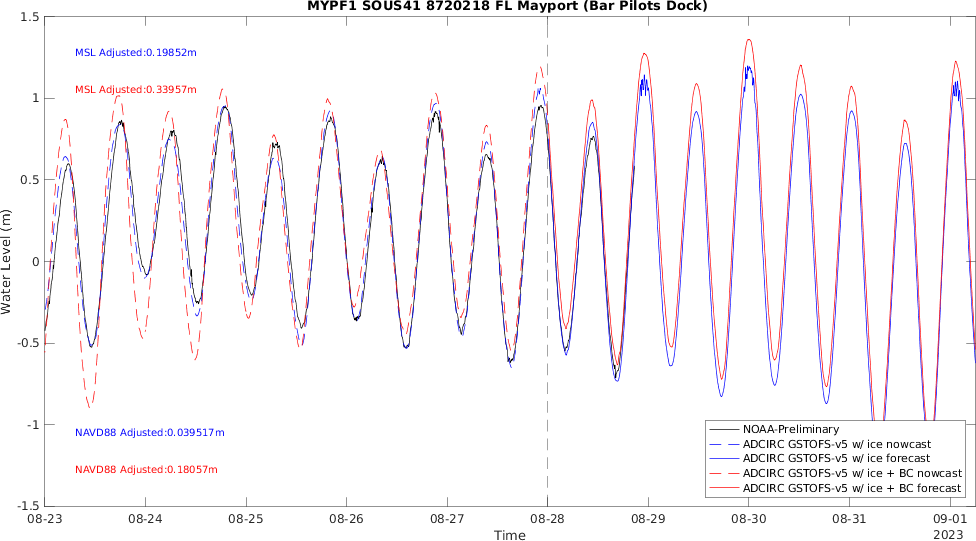 MYPF1 SOUS41 8720218 FL Mayport (Bar Pilots Dock)
1.5
1
0.5
0
-0.5
-1
-1.5
Water Level (m)
MSL Adjusted:0.19852m
MSL Adjusted:0.33957m
NAVD88 Adjusted:0.039517m
NAVD88 Adjusted:0.18057m
NOAA-Preliminary
ADCIRC GSTOFS-v5 w/ ice nowcast
ADCIRC GSTOFS-v5 w/ ice forecast
ADCIRC GSTOFS-v5 w/ ice + BC nowcast
ADCIRC GSTOFS-v5 w/ ice + BC forecast
08-23 08-24 08-25 08-26 08-27 08-28 08-29 08-30 08-31 09-01
2023
Time